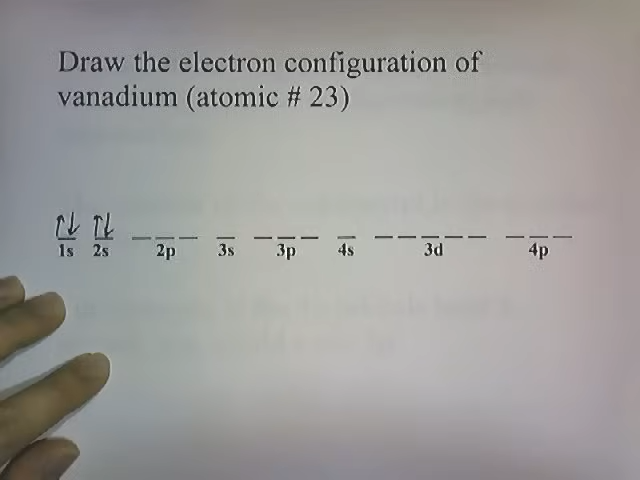 Draw the electron configuration of
vanadium (atomic # 23)
1s 2s 2p 3s 3p 4s 3d 4p